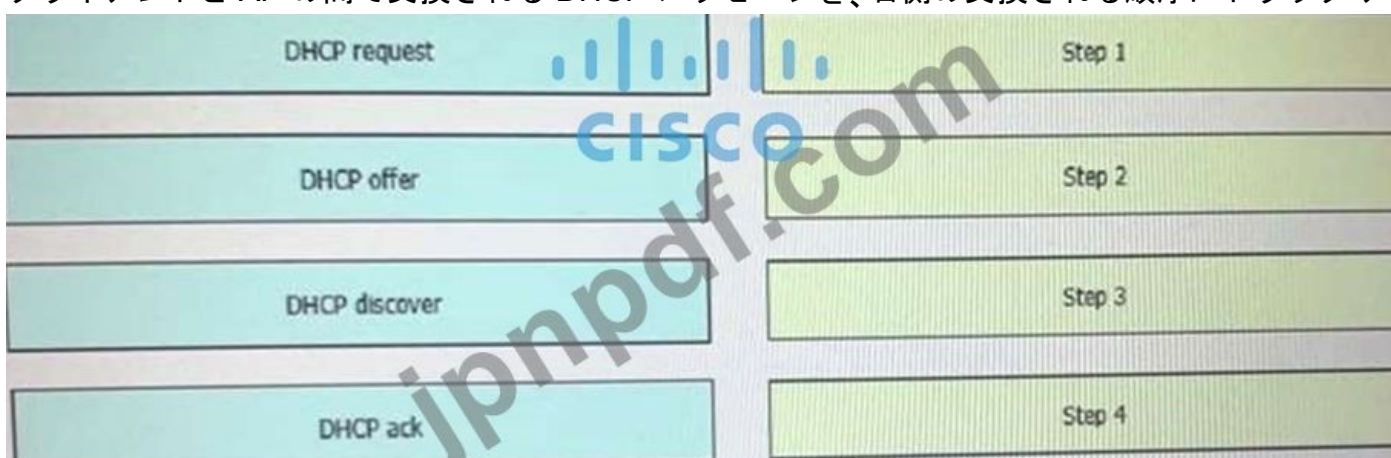 DHCP request
Step 1
CISCO
DHCP offer
Step 2
DHCP discover
Step 3
jpnpdf.com
DHCP ack
Step 4